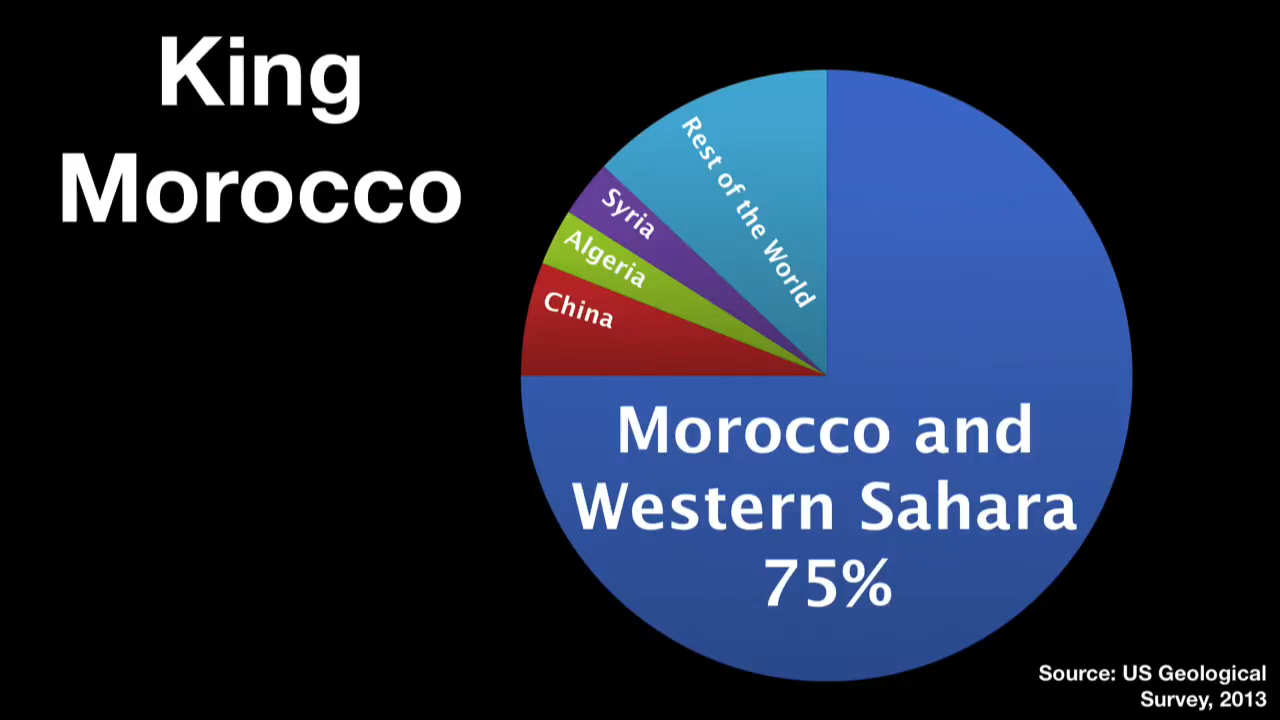 King
Morocco
Rest of the World
Syria
Algeria
China
Morocco and
Western Sahara
75%
Source: US Geological
Survey, 2013